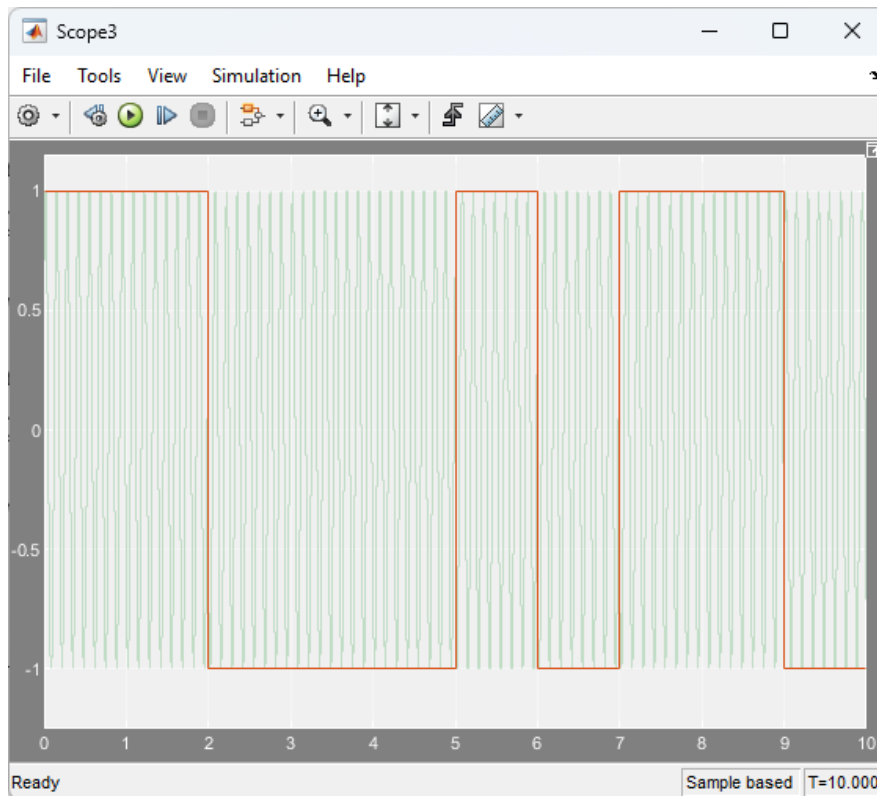 Scope3
File Tools View Simulation Help
1
0.5
0
-0.5
-1
0 1 2 3 4 5 6 7 8 9 10
Ready Sample based T=10.000